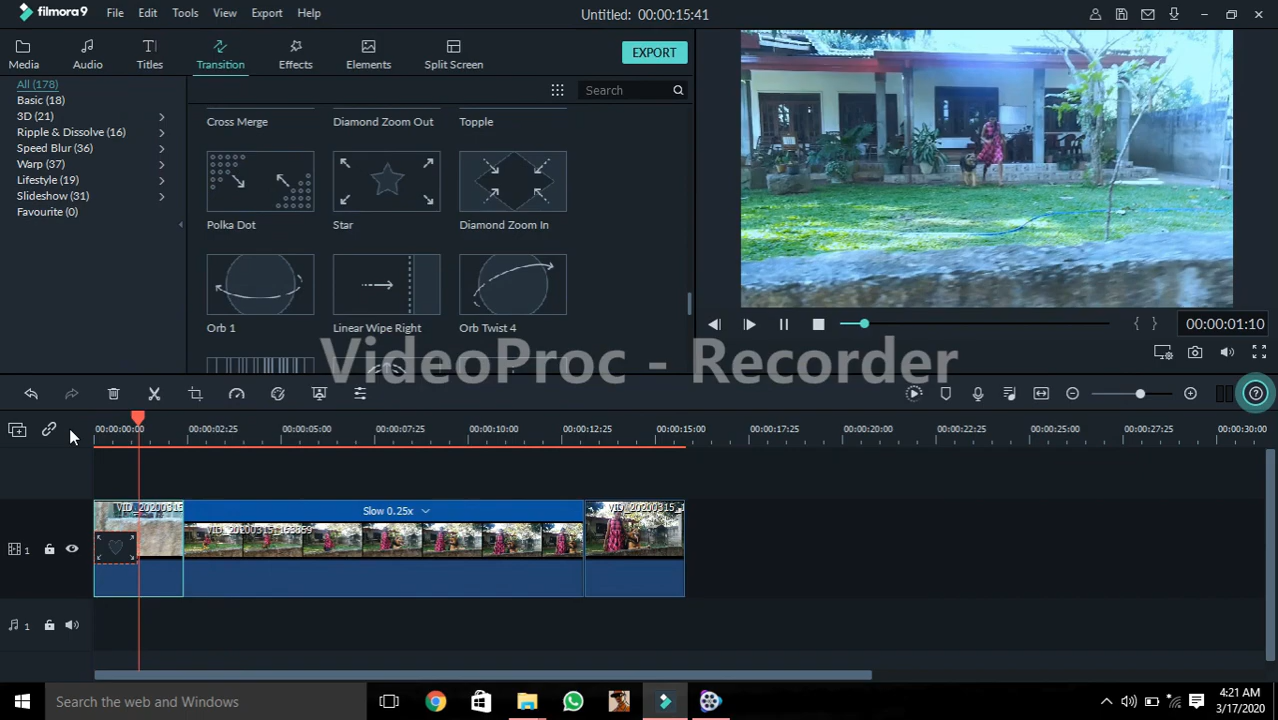 filmora9 File Edit Tools View Export Help Untitled: 00:00:15:41
Media Audio Titles Transition Effects Elements Split Screen EXPORT
All (178)
Basic (18)
3D (21)
Ripple & Dissolve (16)
Speed Blur (36)
Warp (37)
Lifestyle (19)
Slideshow (31)
Favourite (0)
Search
Cross Merge Diamond Zoom Out Topple
Polka Dot Star Diamond Zoom In
Orb 1 Linear Wipe Right Orb Twist 4
{ } 00:00:01:10
VideoProc - Recorder
00:00:00:00 00:00:02:25 00:00:05:00 00:00:07:25 00:00:10:00 00:00:12:25 00:00:15:00 00:00:17:25 00:00:20:00 00:00:22:25 00:00:25:00 00:00:27:25 00:00:30:00
VID_20200315 Slow 0.25x VID_20200315_1
1
1
Search the web and Windows
4:21 AM
3/17/2020